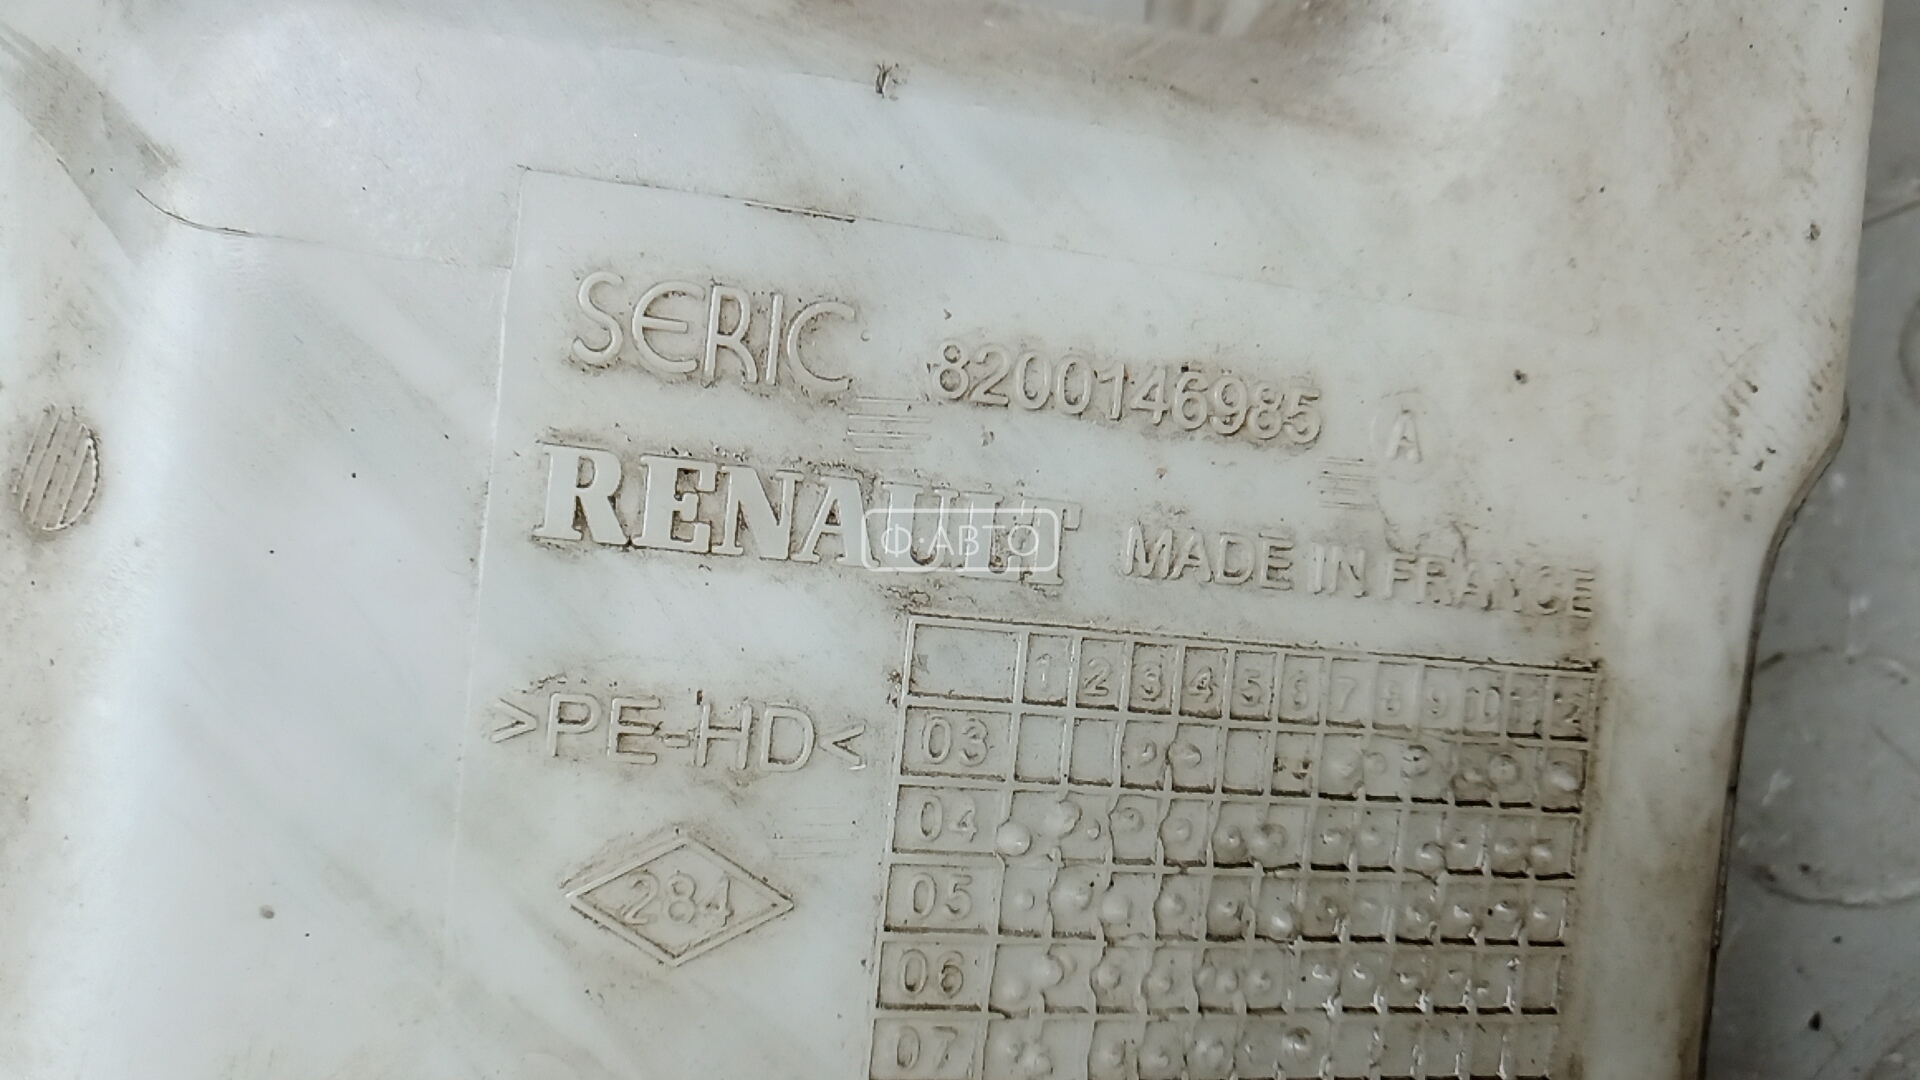 SERIC 8200146985 A
RENAULT MADE IN FRANCE
Ф·АВТО
>PE-HD<
284
1 2 3 4 5 6 7 8 9 10 11 12
03
04
05
06
07